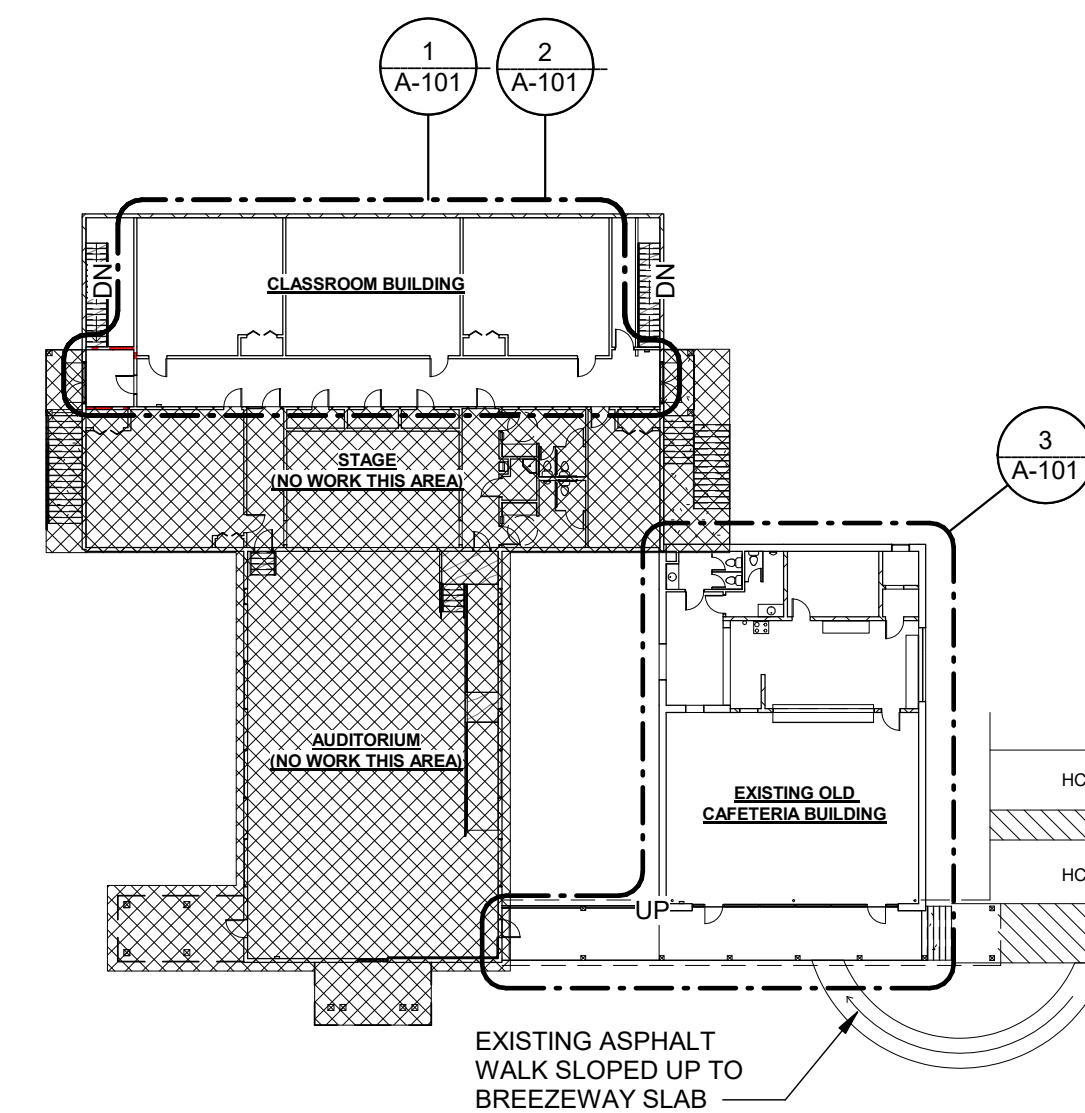 1
A-101
2
A-101
DN
DN
CLASSROOM BUILDING
STAGE
(NO WORK THIS AREA)
3
A-101
AUDITORIUM
(NO WORK THIS AREA)
HC
EXISTING OLD
CAFETERIA BUILDING
HC
UP
EXISTING ASPHALT
WALK SLOPED UP TO
BREEZEWAY SLAB